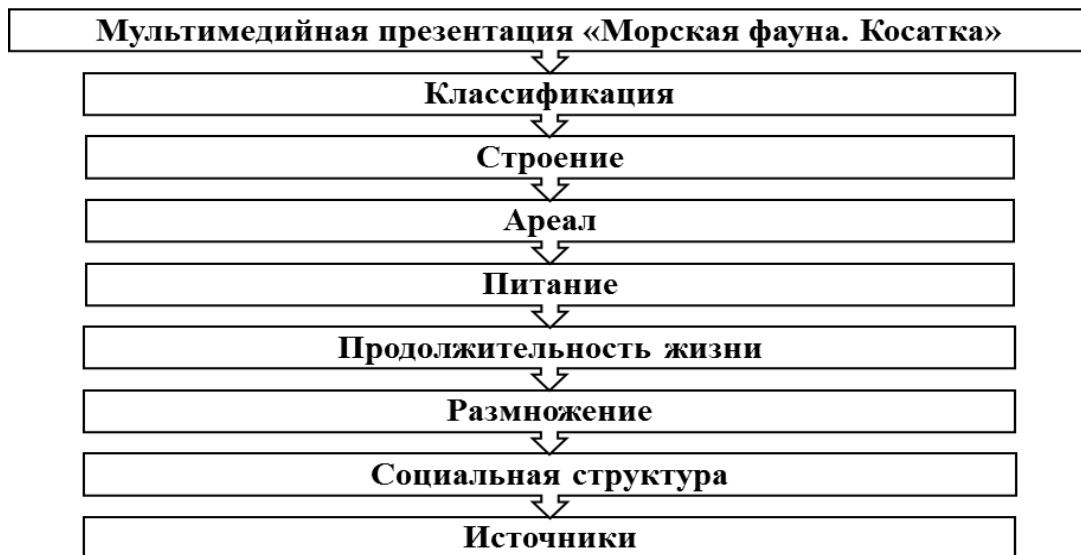 Мультимедийная презентация «Морская фауна. Косатка»
Классификация
Строение
Ареал
Питание
Продолжительность жизни
Размножение
Социальная структура
Источники